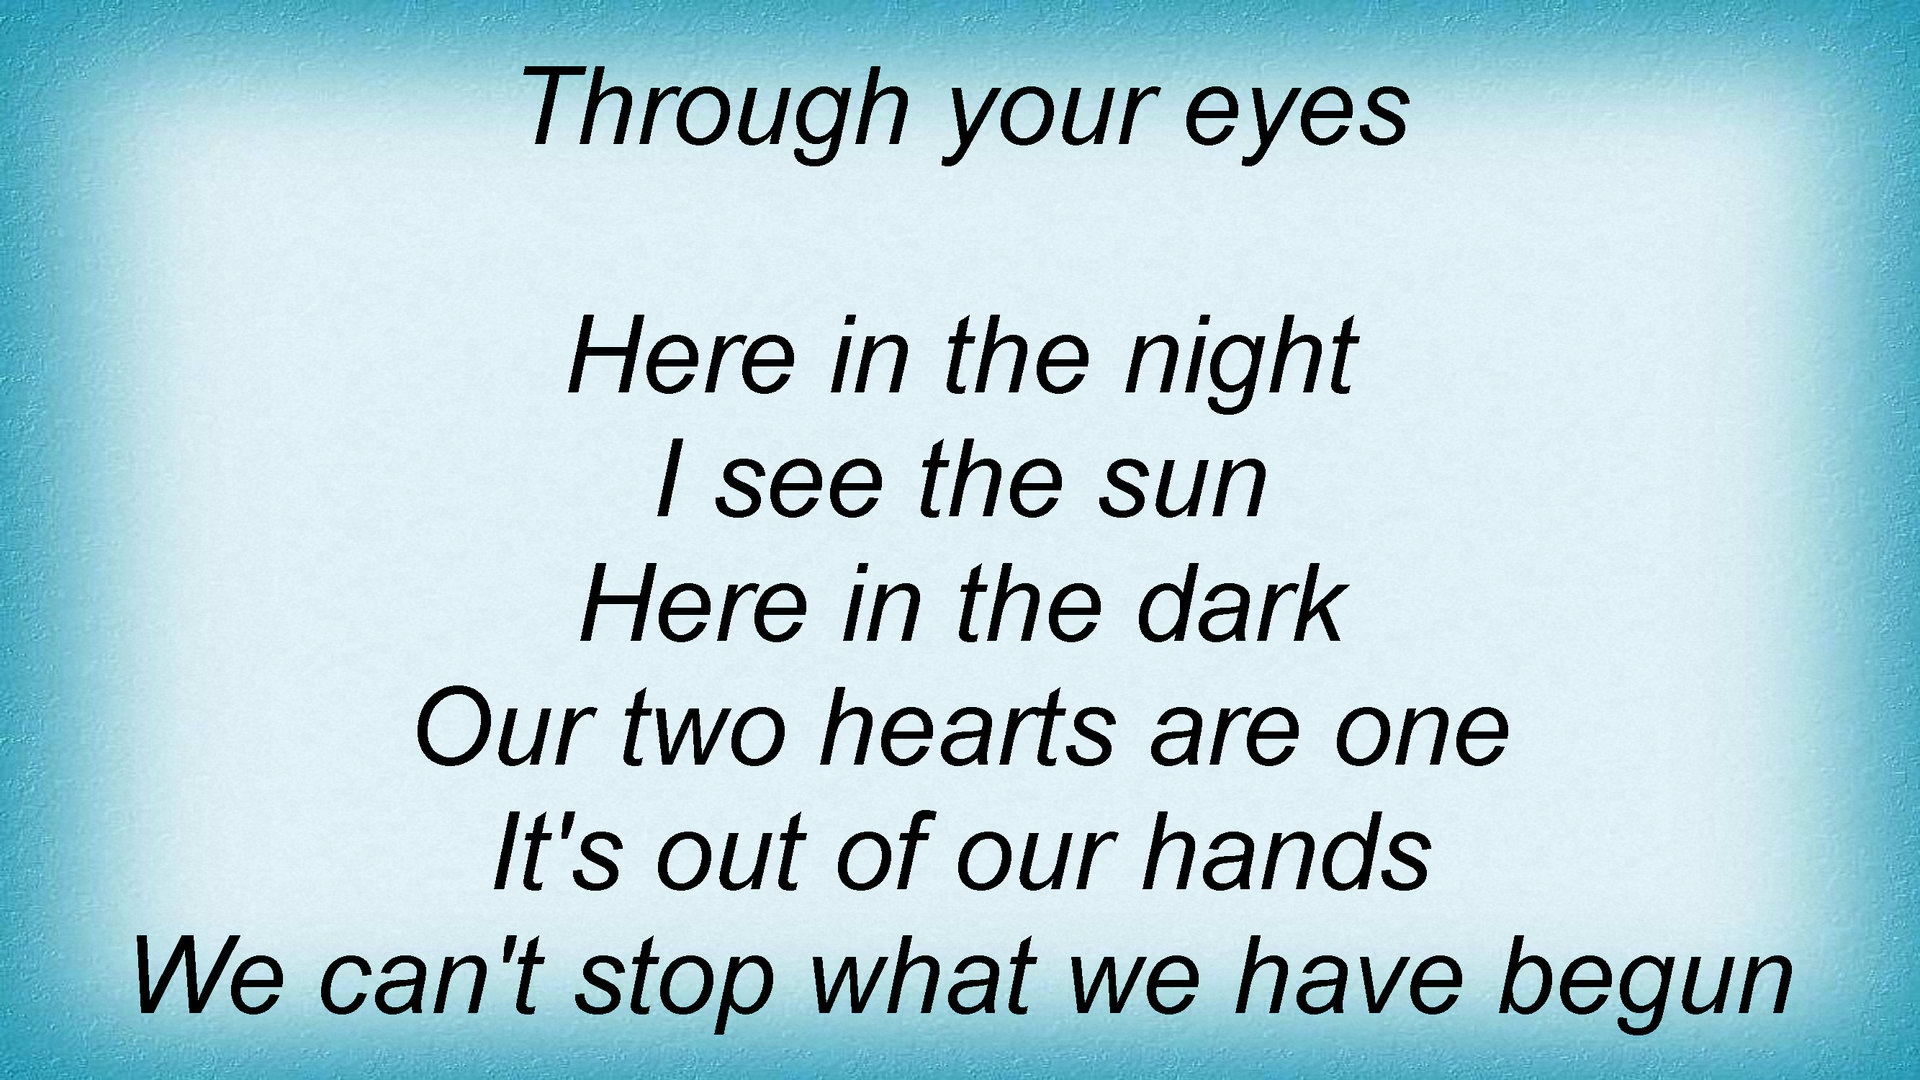 Through your eyes
Here in the night
I see the sun
Here in the dark
Our two hearts are one
It's out of our hands
We can't stop what we have begun